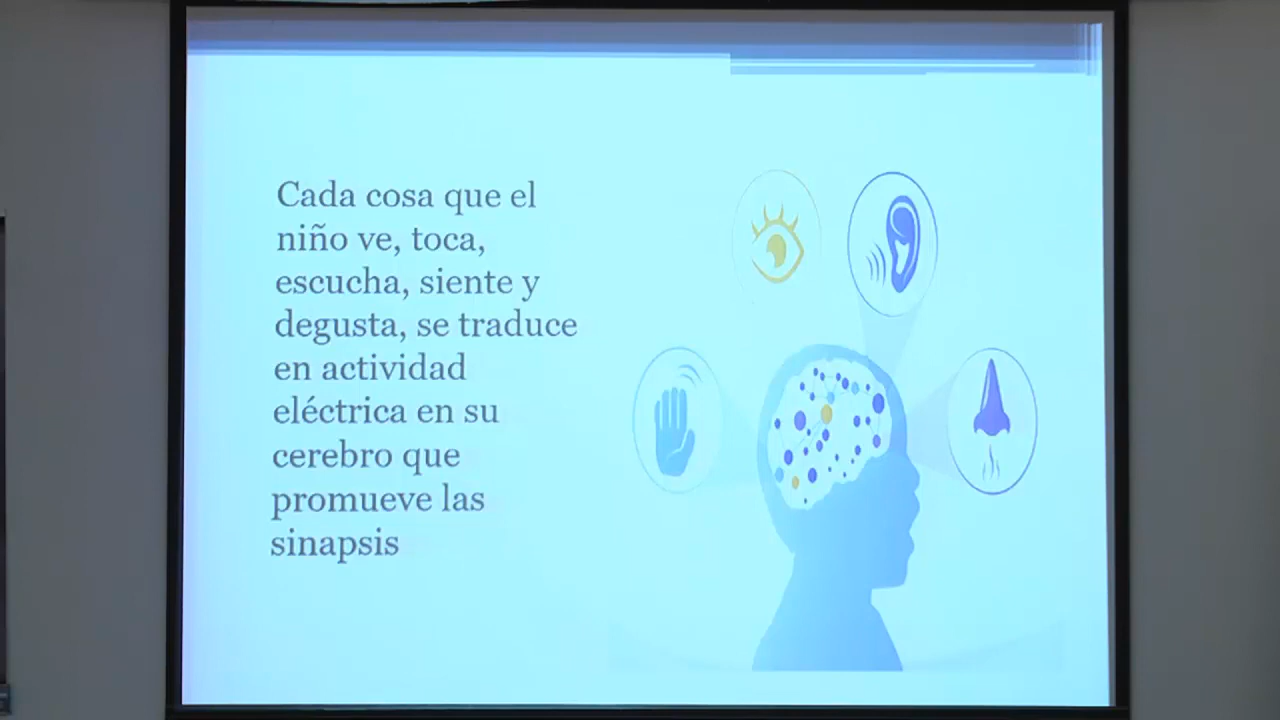 Cada cosa que el
niño ve, toca,
escucha, siente y
degusta, se traduce
en actividad
eléctrica en su
cerebro que
promueve las
sinapsis